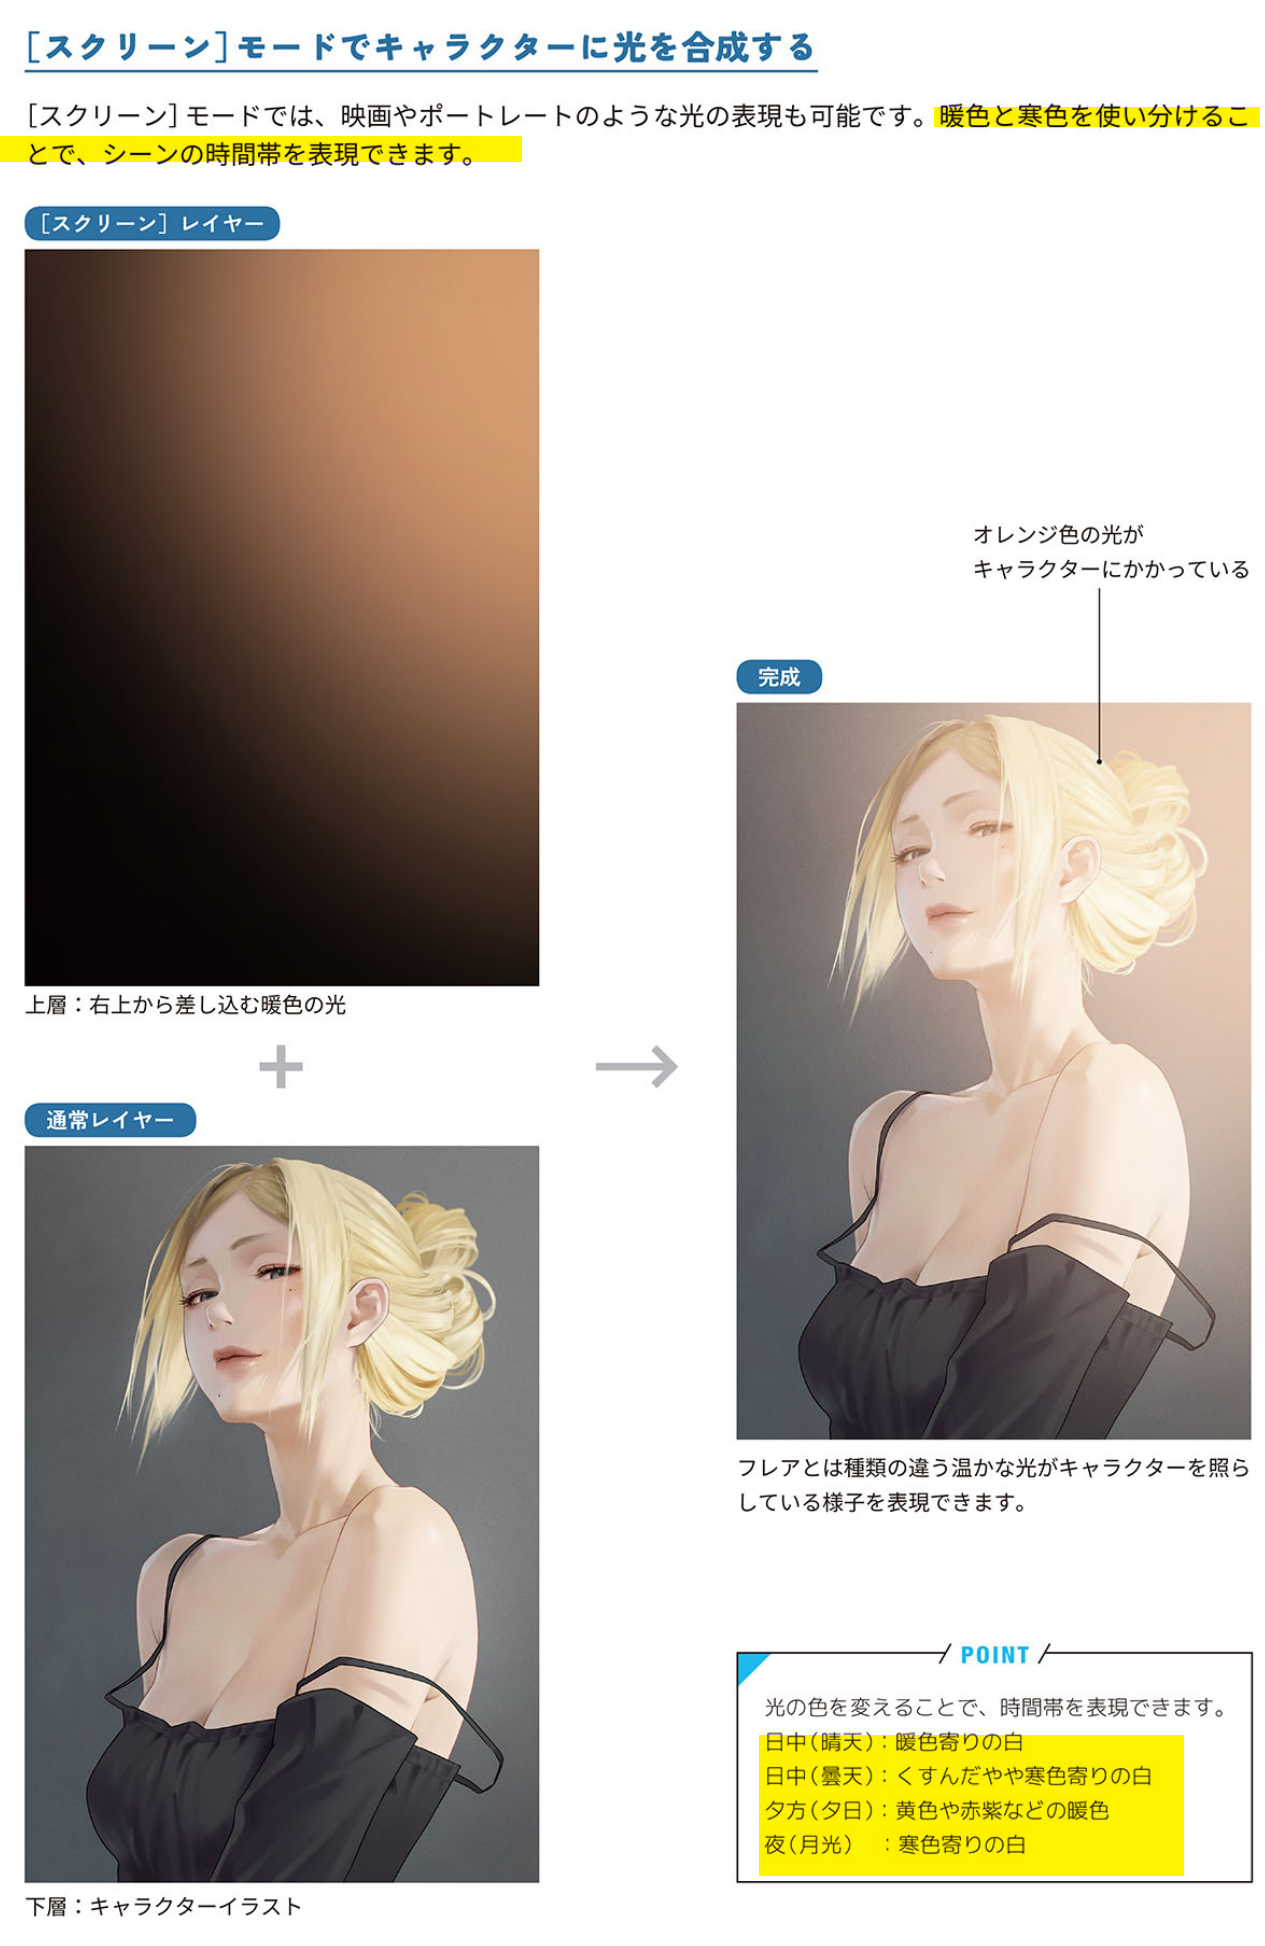 ［スクリーン］モードでキャラクターに光を合成する
［スクリーン］モードでは、映画やポートレートのような光の表現も可能です。暖色と寒色を使い分けるこ
とで、シーンの時間帯を表現できます。
［スクリーン］レイヤー
上層：右上から差し込む暖色の光
+
通常レイヤー
下層：キャラクターイラスト
→
オレンジ色の光が
キャラクターにかかっている
完成
フレアとは種類の違う温かな光がキャラクターを照ら
している様子を表現できます。
POINT
光の色を変えることで、時間帯を表現できます。
日中（晴天）：暖色寄りの白
日中（曇天）：くすんだやや寒色寄りの白
夕方（夕日）：黄色や赤紫などの暖色
夜（月光）　：寒色寄りの白